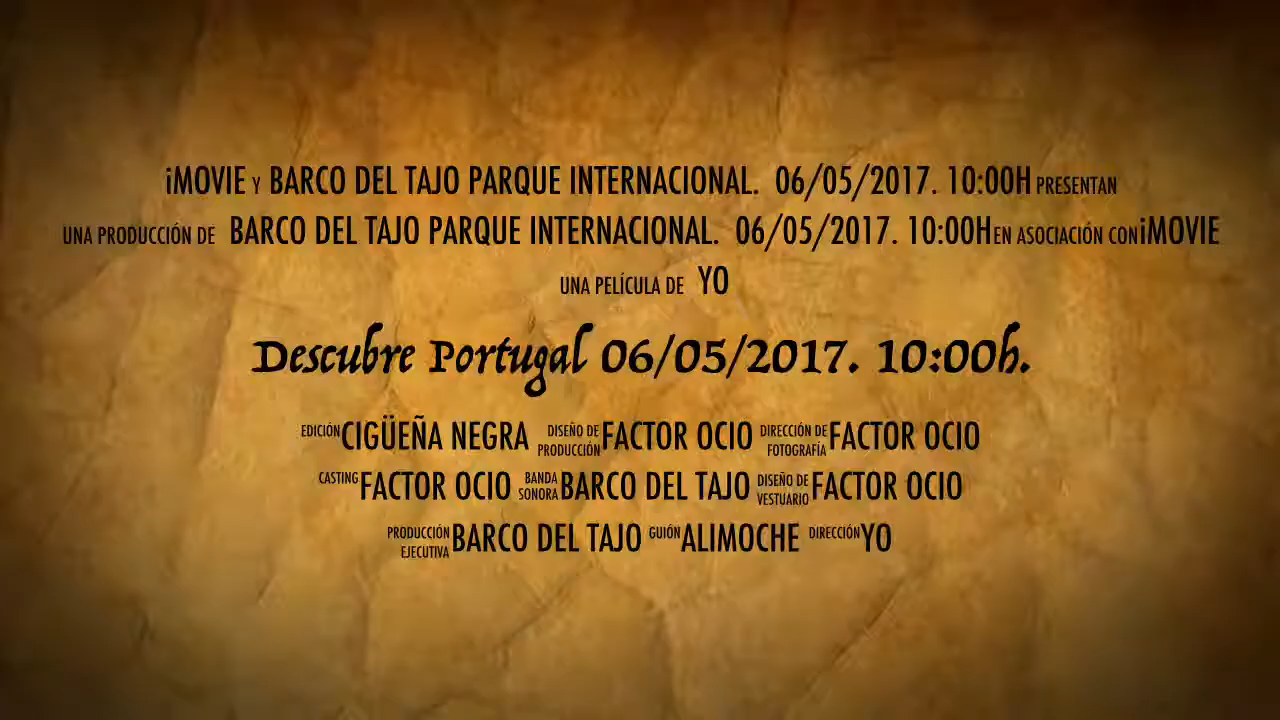 iMOVIE Y BARCO DEL TAJO PARQUE INTERNACIONAL. 06/05/2017. 10:00H PRESENTAN
UNA PRODUCCIÓN DE BARCO DEL TAJO PARQUE INTERNACIONAL. 06/05/2017. 10:00H EN ASOCIACIÓN CON iMOVIE
UNA PELÍCULA DE YO
Descubre Portugal 06/05/2017. 10:00h.
EDICIÓN CIGÜEÑA NEGRA DISEÑO DE PRODUCCIÓN FACTOR OCIO DIRECCIÓN DE FOTOGRAFÍA FACTOR OCIO
CASTING FACTOR OCIO BANDA SONORA BARCO DEL TAJO DISEÑO DE VESTUARIO FACTOR OCIO
PRODUCCIÓN EJECUTIVA BARCO DEL TAJO GUIÓN ALIMOCHE DIRECCIÓN YO